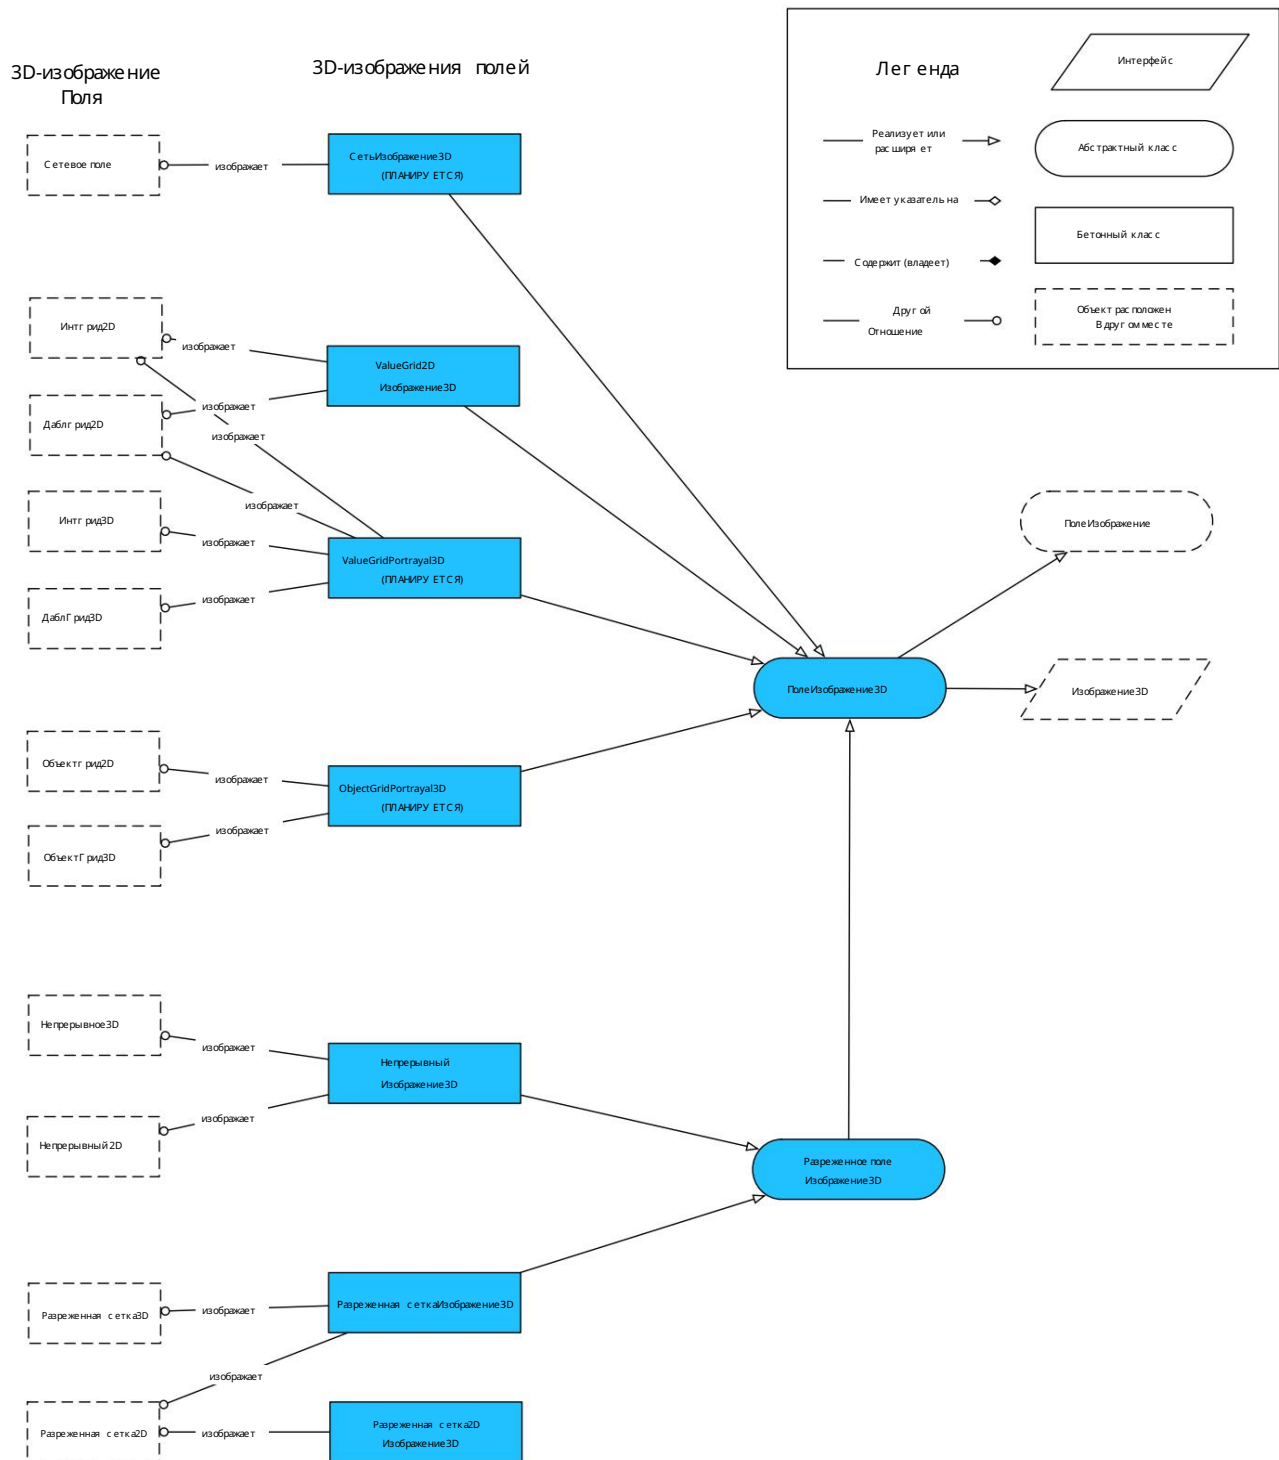 3D-изображение
Поля
3D-изображения полей
Легенда
Интерфейс
Реализует или
расширяет
Абстрактный класс
Имеет указатель на
Бетонный класс
Содержит (владеет)
Другой
Отношение
Объект расположен
В другом месте
Сетевое поле
изображает
СетьИзображение3D
(ПЛАНИРУЕТСЯ)
Интгрид2D
изображает
ValueGrid2D
Изображение3D
Даблгрид2D
изображает
изображает
изображает
Интгрид3D
изображает
ValueGridPortrayal3D
(ПЛАНИРУЕТСЯ)
ДаблГрид3D
изображает
ПолеИзображение
ПолеИзображение3D
Изображение3D
Объектгрид2D
изображает
ObjectGridPortrayal3D
(ПЛАНИРУЕТСЯ)
ОбъектГрид3D
изображает
Непрерывное3D
изображает
Непрерывный
Изображение3D
Непрерывный 2D
изображает
Разреженное поле
Изображение3D
Разреженная сетка3D
изображает
Разреженная сеткаИзображение3D
изображает
Разреженная сетка2D
изображает
Разреженная сетка2D
Изображение3D